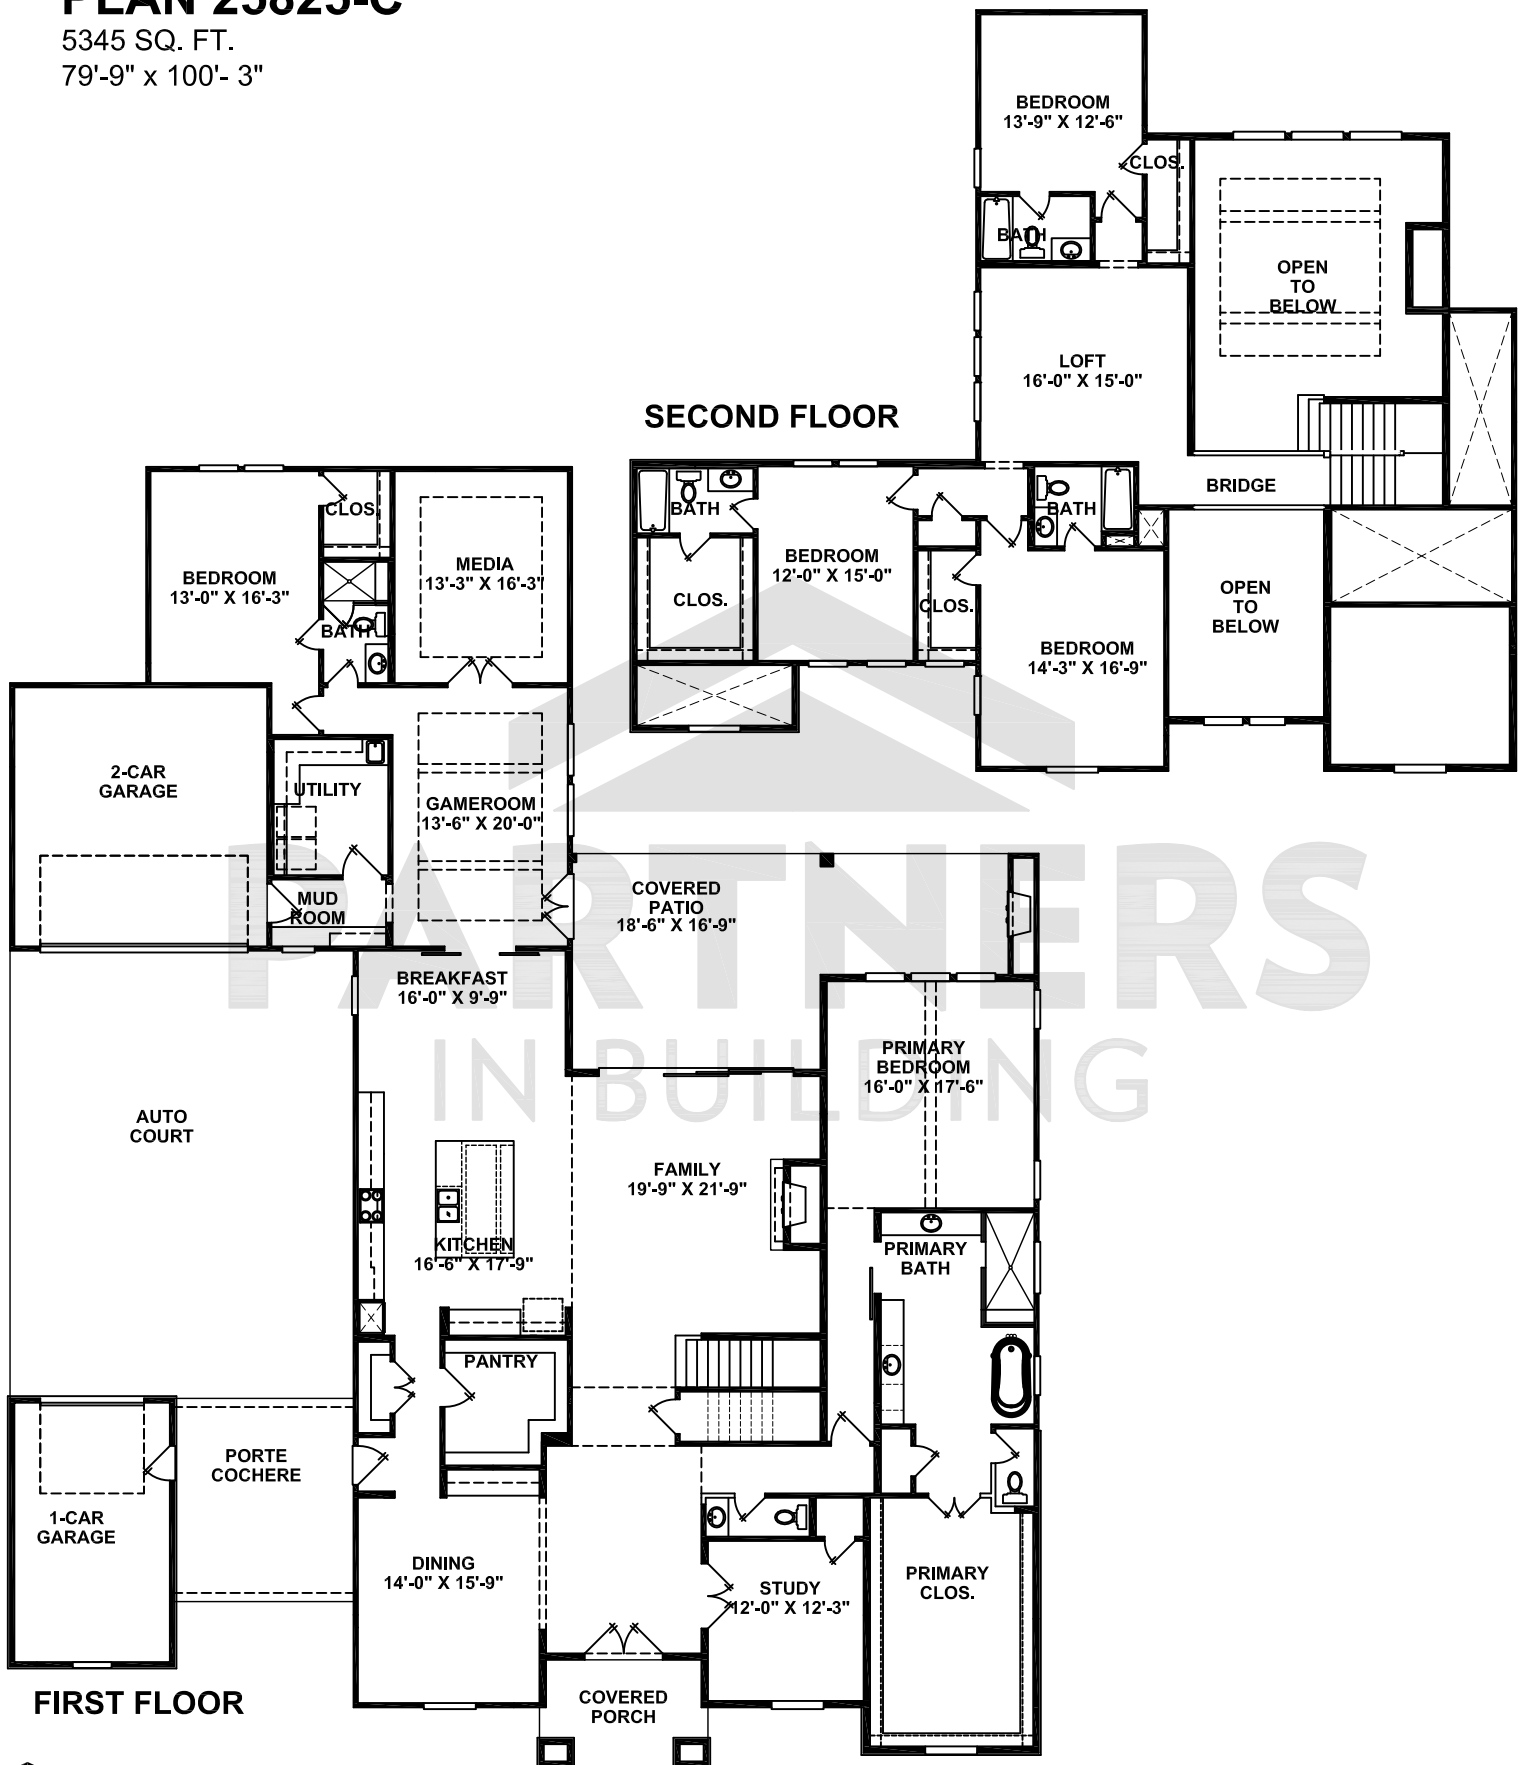 PLAN 25825-C
5345 SQ. FT.
79'-9" x 100'- 3"
BEDROOM
13'-9" X 12'-6"
CLOS.
BATH
OPEN
TO
BELOW
LOFT
16'-0" X 15'-0"
SECOND FLOOR
BRIDGE
BATH
BEDROOM
12'-0" X 15'-0"
BATH
CLOS.
CLOS.
OPEN
TO
BELOW
BEDROOM
14'-3" X 16'-9"
CLOS.
MEDIA
13'-3" X 16'-3"
BEDROOM
13'-0" X 16'-3"
BATH
2-CAR
GARAGE
UTILITY
GAMEROOM
13'-6" X 20'-0"
MUD
ROOM
COVERED
PATIO
18'-6" X 16'-9"
PARTNERS
IN BUILDING
BREAKFAST
16'-0" X 9'-9"
PRIMARY
BEDROOM
16'-0" X 17'-6"
AUTO
COURT
FAMILY
19'-9" X 21'-9"
KITCHEN
16'-6" X 17'-9"
PRIMARY
BATH
PANTRY
PORTE
COCHERE
1-CAR
GARAGE
DINING
14'-0" X 15'-9"
STUDY
12'-0" X 12'-3"
PRIMARY
CLOS.
COVERED
PORCH
FIRST FLOOR